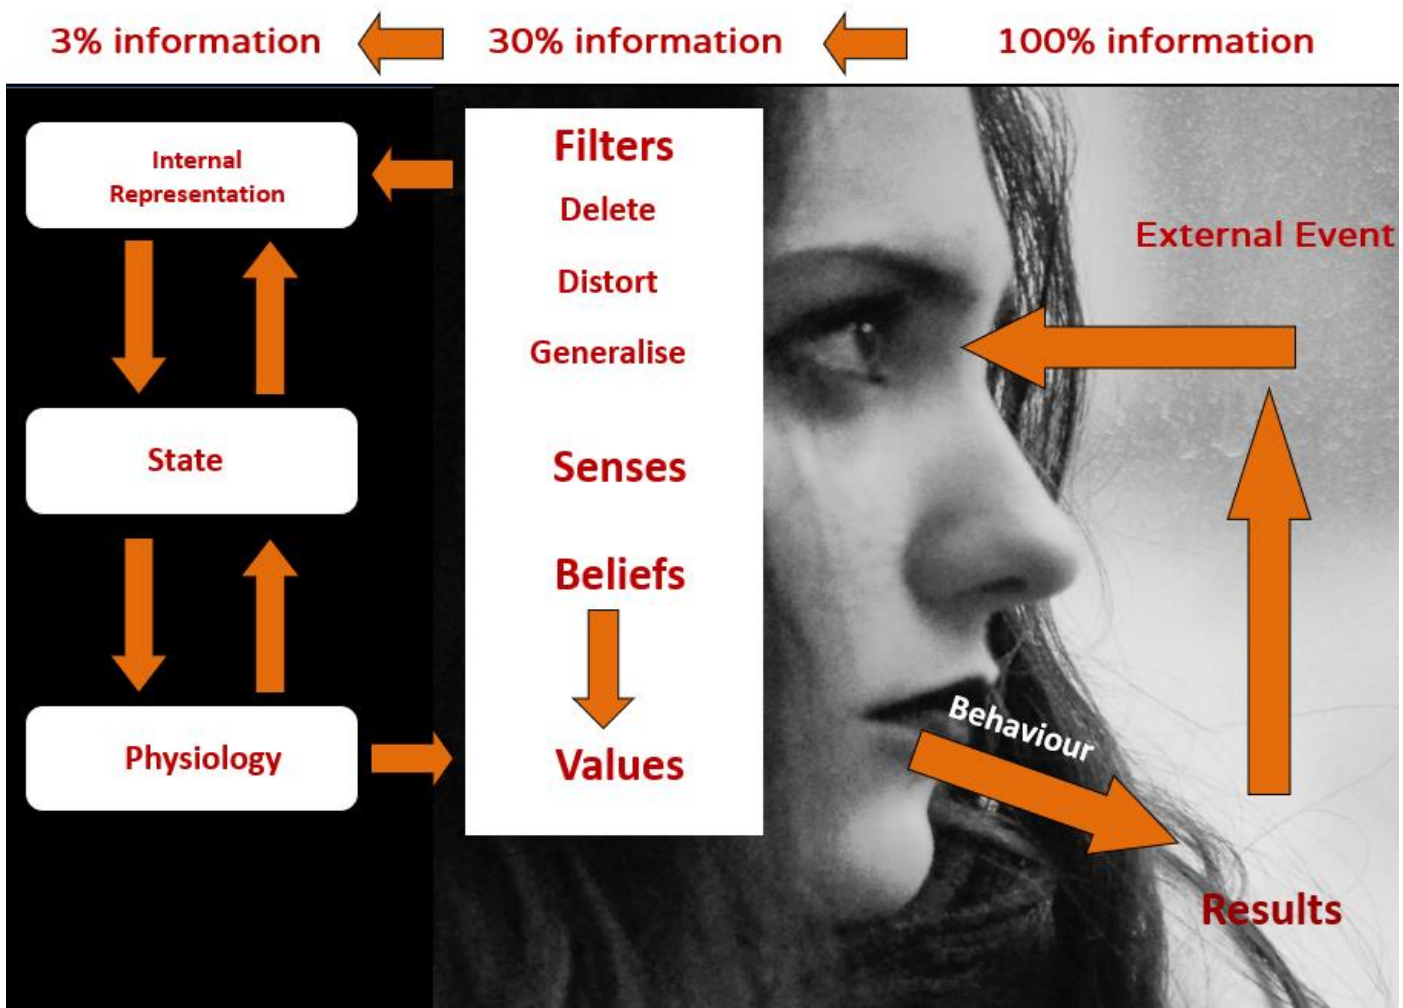 3% information
30% information
100% information
Internal
Representation
State
Physiology
Filters
Delete
Distort
Generalise
Senses
Beliefs
Values
External Event
Behaviour
Results